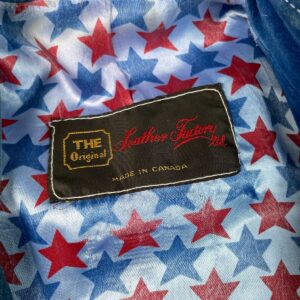 THE
Original
Leather Factory
Ltd.
MADE IN CANADA